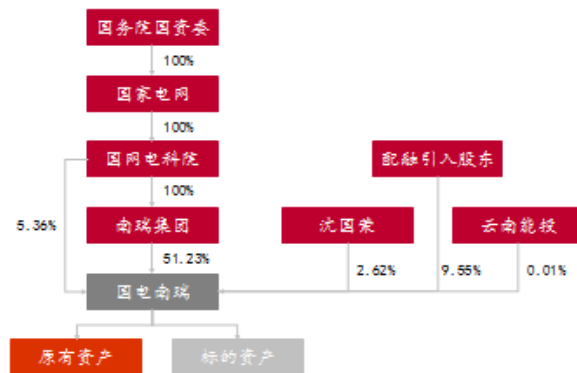 国务院国资委
100%
国家电网
100%
国网电科院
配融引入股东
100%
5.36%
南瑞集团
沈国荣
云南能投
51.23%
2.62%
9.55%
0.01%
国电南瑞
原有资产
标的资产